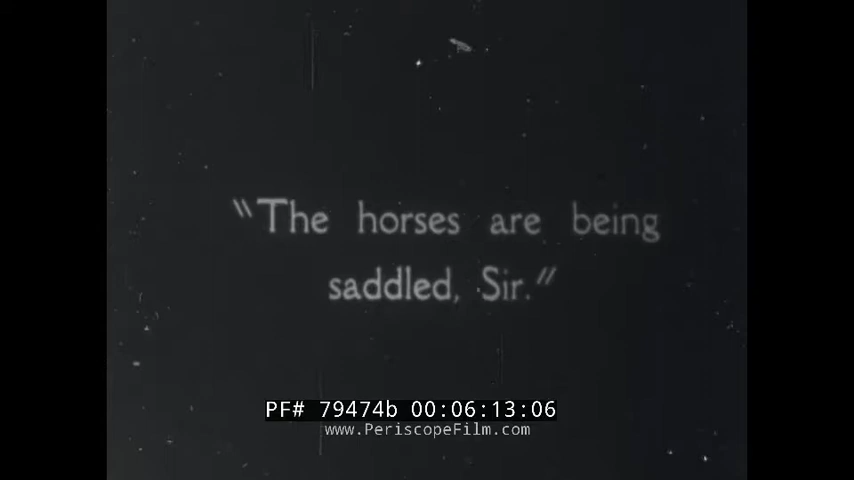 "The horses are being
saddled, Sir."
PF# 79474b 00:06:13:06
www.PeriscopeFilm.com